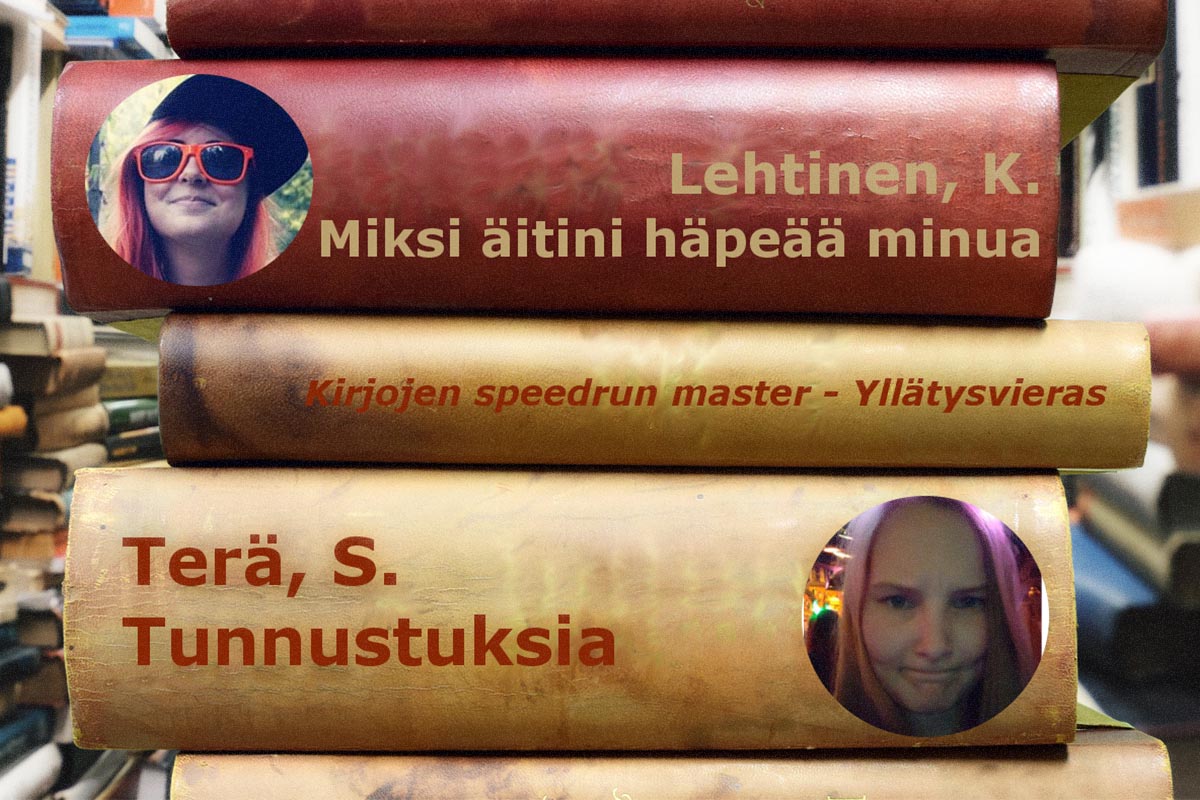 Lehtinen, K.
Miksi äitini häpeää minua
Kirjojen speedrun master - Yllätysvieras
Terä, S.
Tunnustuksia